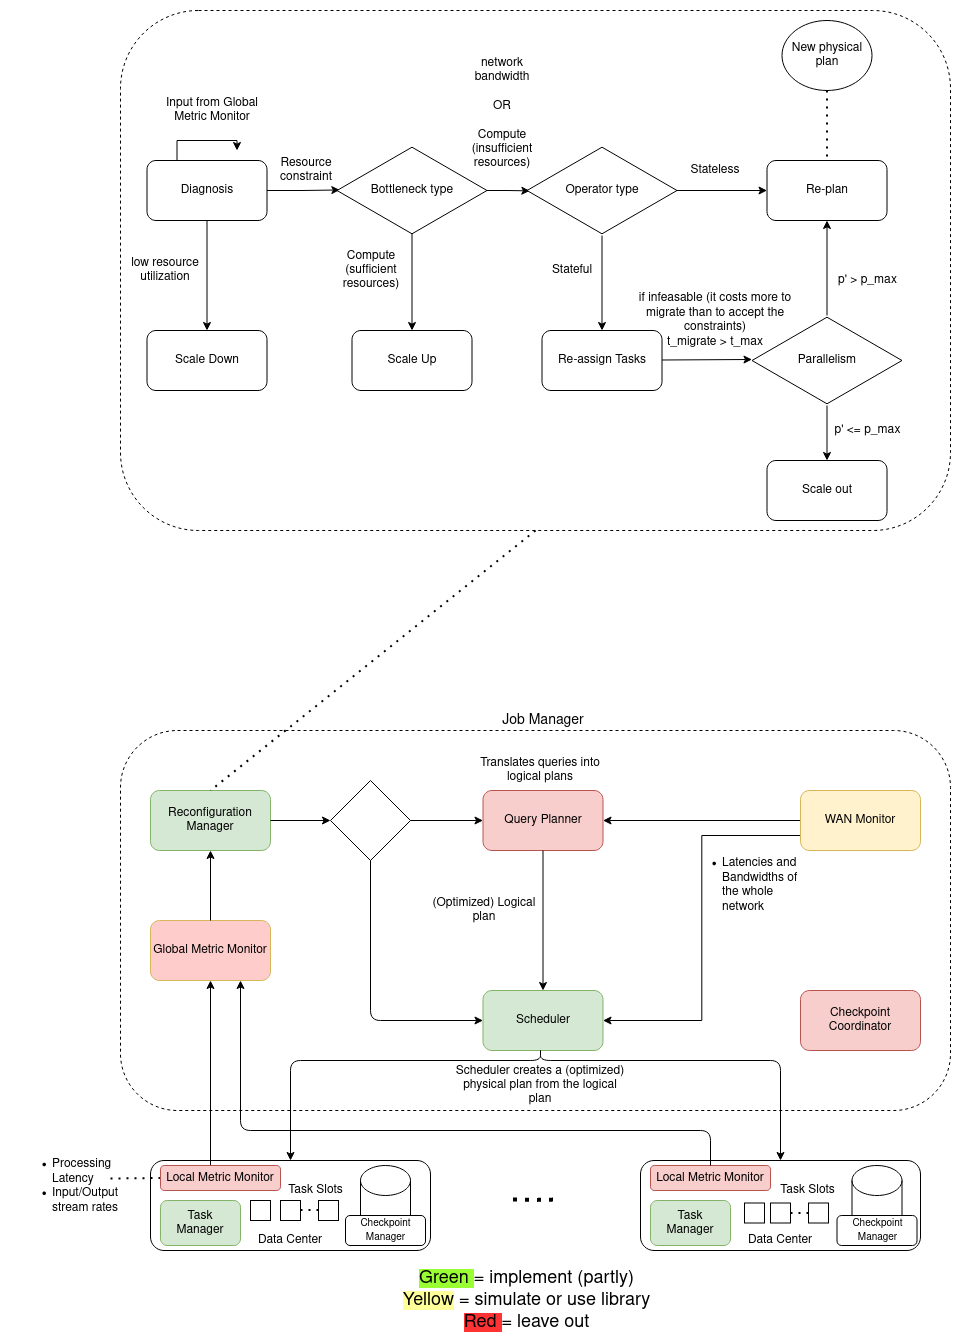 New physical
plan
network
bandwidth
OR
Compute
(insufficient
resources)
Input from Global
Metric Monitor
Resource
constraint
Diagnosis
Bottleneck type
Operator type
Stateless
Re-plan
low resource
utilization
Compute
(sufficient
resources)
Stateful
p' > p_max
if infeasable (it costs more to
migrate than to accept the
constraints)
t_migrate > t_max
Scale Down
Scale Up
Re-assign Tasks
Parallelism
p' <= p_max
Scale out
Job Manager
Translates queries into
logical plans
Reconfiguration
Manager
Query Planner
WAN Monitor
• Latencies and
Bandwidths of
the whole
network
(Optimized) Logical
plan
Global Metric Monitor
Scheduler
Checkpoint
Coordinator
Scheduler creates a (optimized)
physical plan from the logical
plan
• Processing
Latency
• Input/Output
stream rates
Local Metric Monitor
Task Slots
Task
Manager
Data Center
Checkpoint
Manager
Local Metric Monitor
Task Slots
Task
Manager
Data Center
Checkpoint
Manager
Green = implement (partly)
Yellow = simulate or use library
Red = leave out